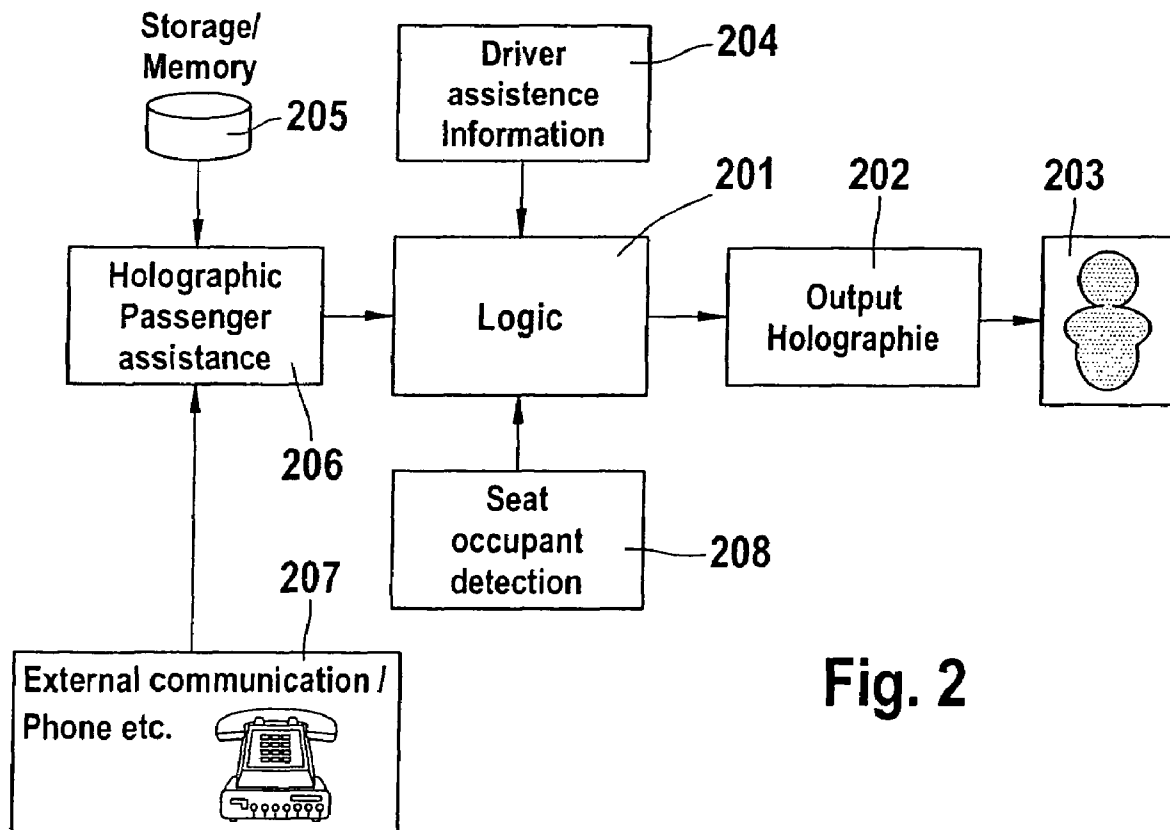 Storage/
Memory
205
Driver
assistence
Information
204
201
202
203
Holographic
Passenger
assistance
206
Logic
Output
Holographie
Seat
occupant
detection
208
207
External communication /
Phone etc.
Fig. 2